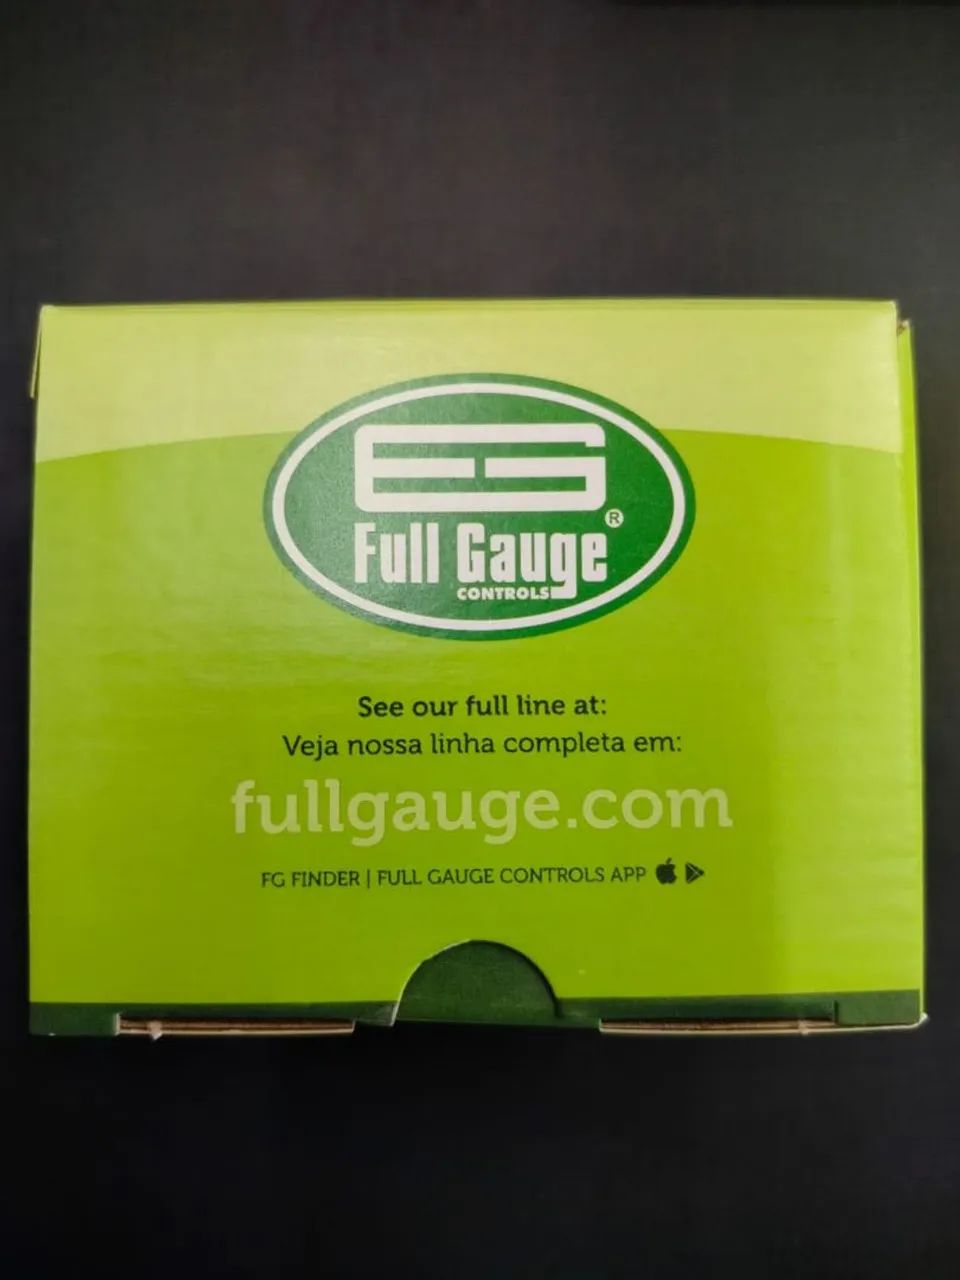 FG
Full Gauge®
CONTROLS
See our full line at:
Veja nossa linha completa em:
fullgauge.com
FG FINDER | FULL GAUGE CONTROLS APP